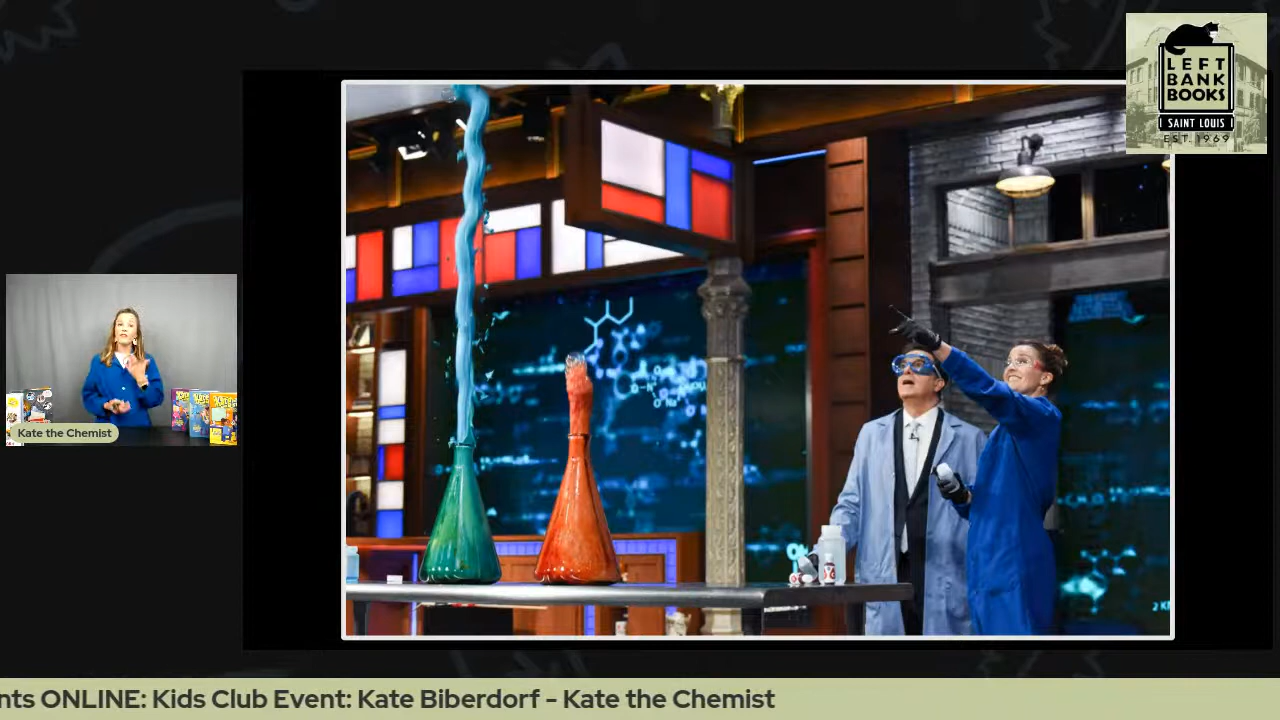 LEFT
BANK
BOOKS
SAINT LOUIS
EST. 1969
Kate the Chemist
nts ONLINE: Kids Club Event: Kate Biberdorf - Kate the Chemist